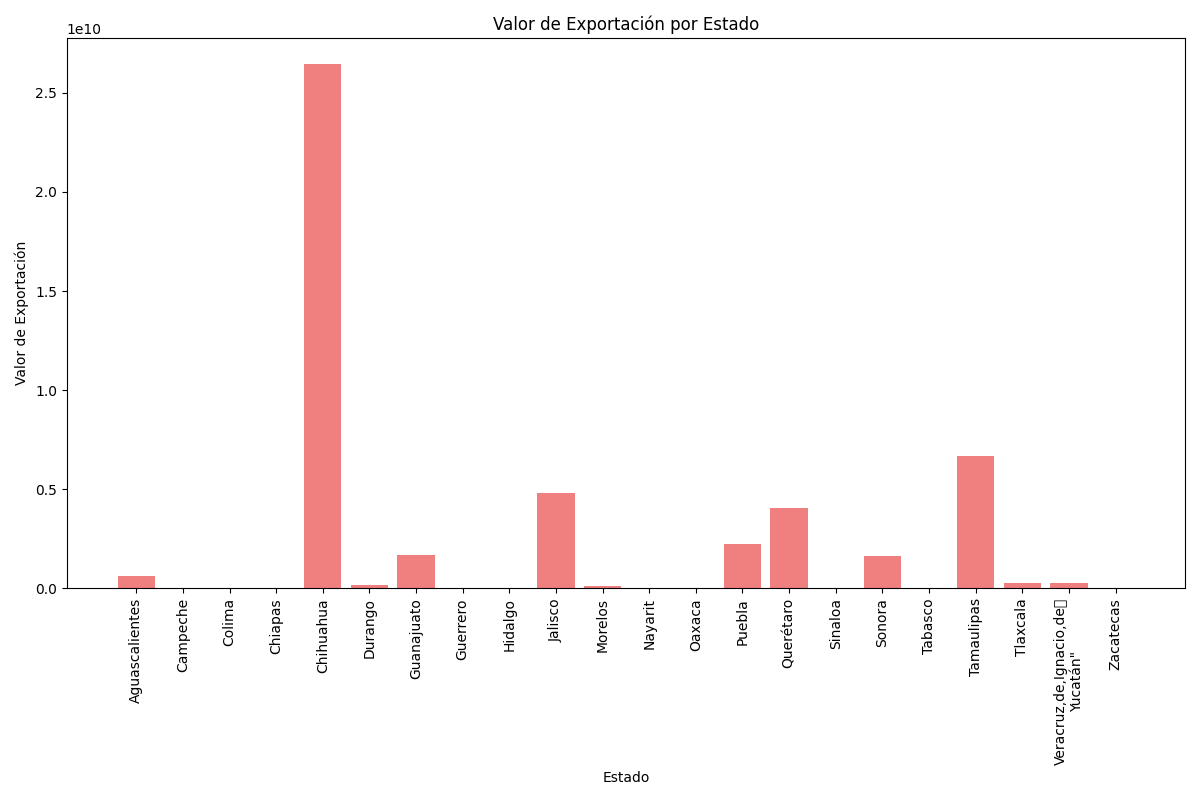 Valor de Exportación por Estado
1e10
2.5
2.0
1.5
1.0
0.5
0.0
Valor de Exportación
Aguascalientes
Campeche
Colima
Chiapas
Chihuahua
Durango
Guanajuato
Guerrero
Hidalgo
Jalisco
Morelos
Nayarit
Oaxaca
Puebla
Querétaro
Sinaloa
Sonora
Tabasco
Tamaulipas
Tlaxcala
Veracruz,de,Ignacio,de
Yucatán"
Zacatecas
Estado